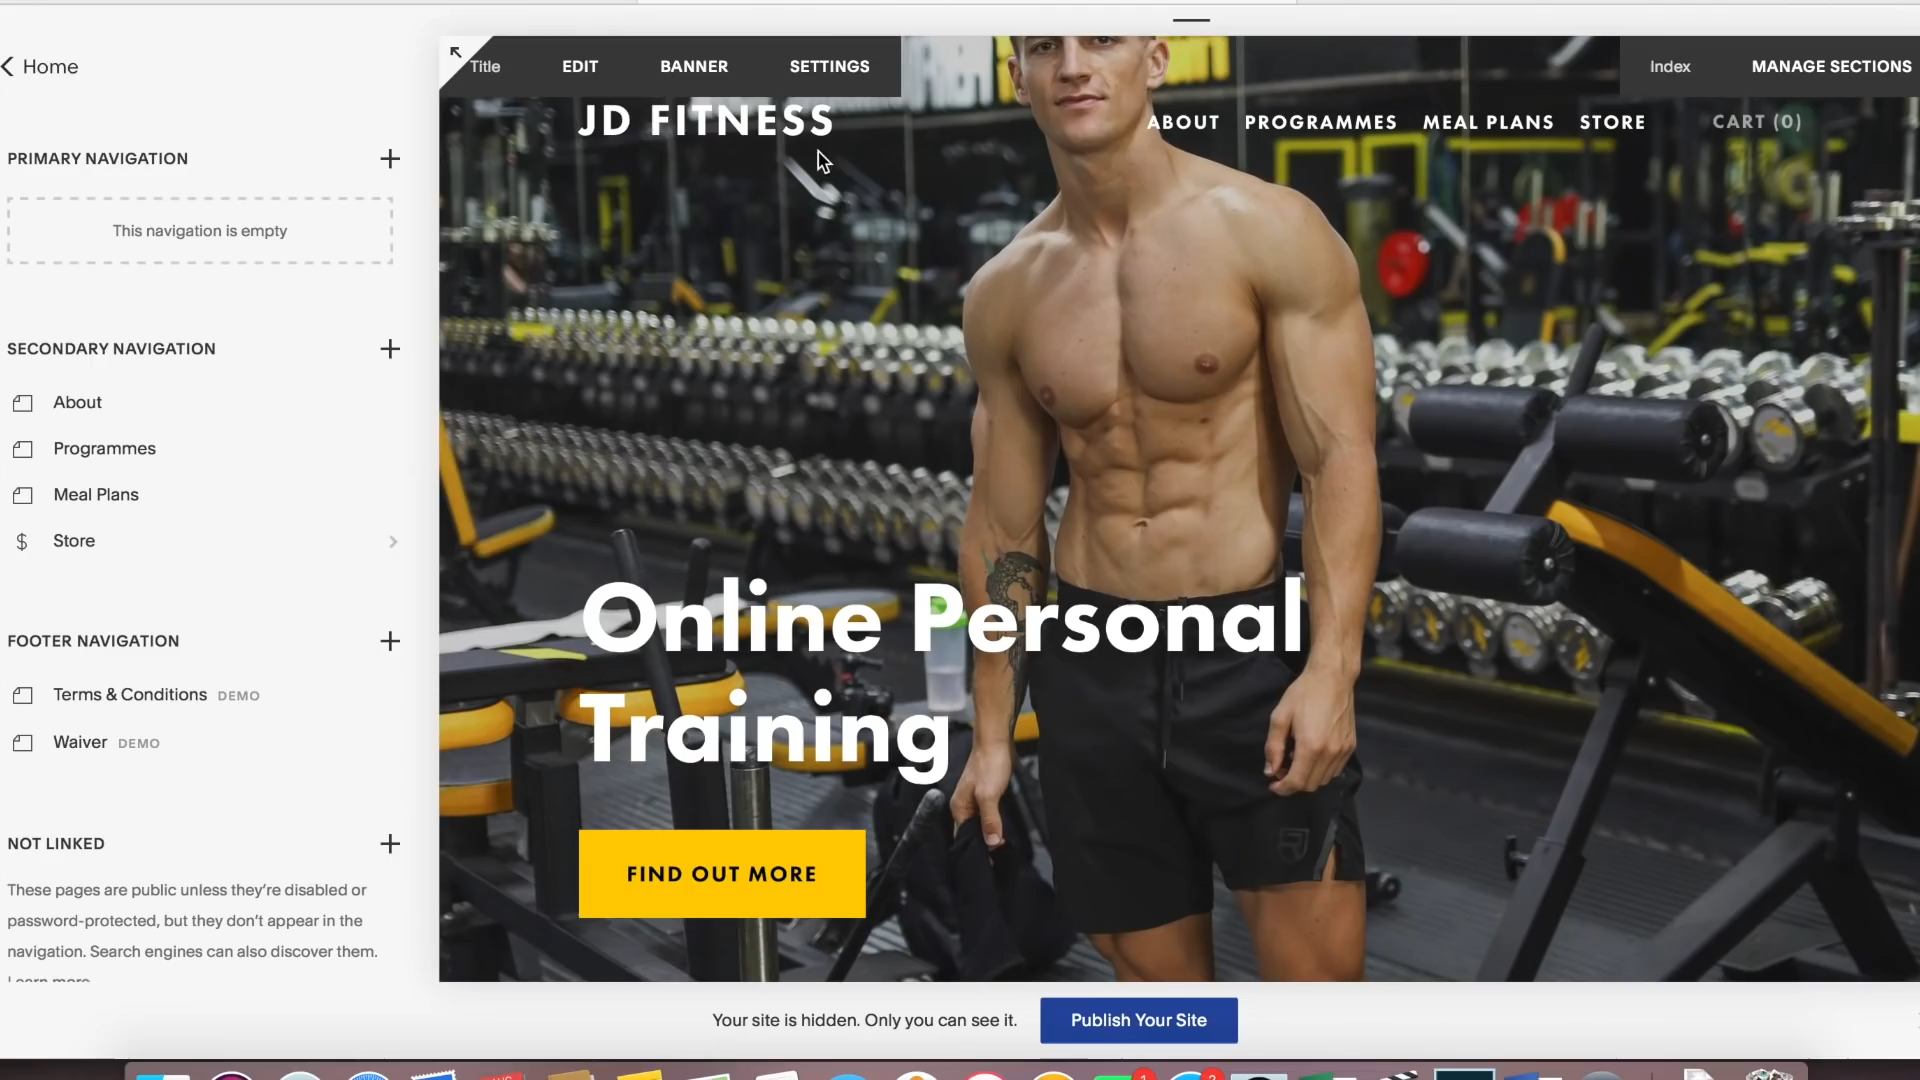 Home
PRIMARY NAVIGATION
This navigation is empty
SECONDARY NAVIGATION
About
Programmes
Meal Plans
$ Store
FOOTER NAVIGATION
Terms & Conditions DEMO
Waiver DEMO
NOT LINKED
These pages are public unless they're disabled or
password-protected, but they don't appear in the
navigation. Search engines can also discover them.
Learn more
Title EDIT BANNER SETTINGS
Index MANAGE SECTIONS
JD FITNESS
ABOUT PROGRAMMES MEAL PLANS STORE CART (0)
Online Personal
Training
FIND OUT MORE
Your site is hidden. Only you can see it.
Publish Your Site